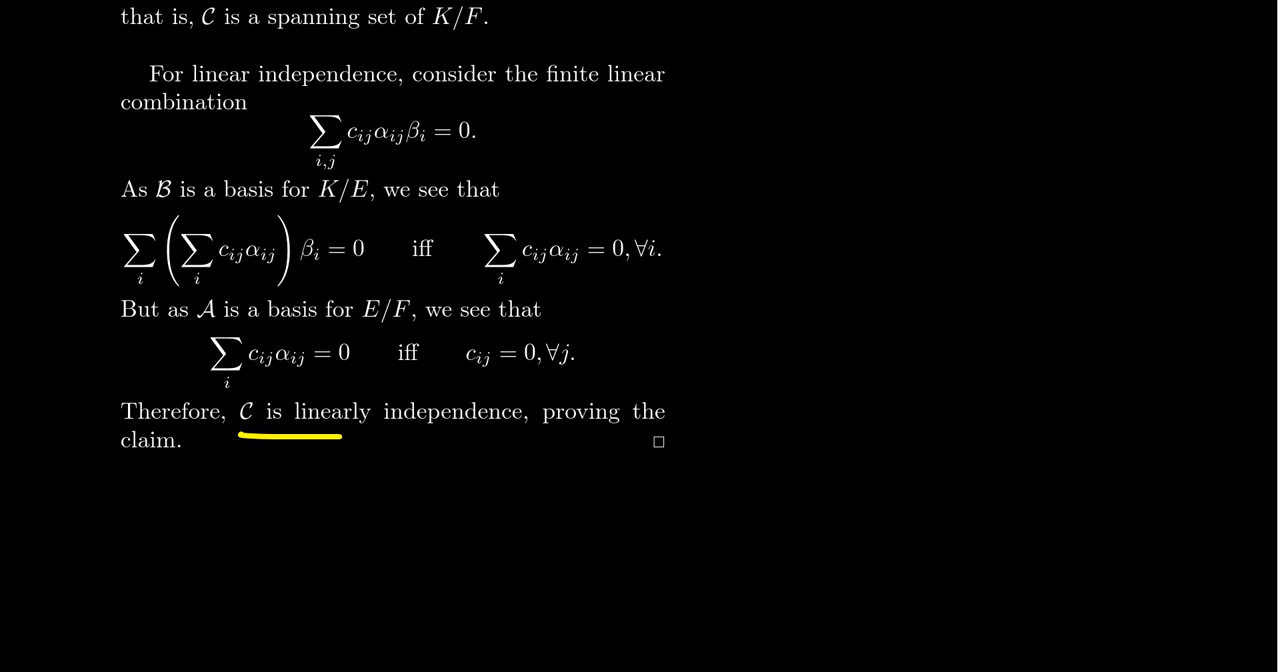 that is, 𝒞 is a spanning set of K/F.
For linear independence, consider the finite linear
combination
∑_{i,j} c_{ij}α_{ij}β_i = 0.
As ℬ is a basis for K/E, we see that
∑_i (∑_i c_{ij}α_{ij}) β_i = 0 iff ∑_i c_{ij}α_{ij} = 0, ∀i.
But as 𝒜 is a basis for E/F, we see that
∑_i c_{ij}α_{ij} = 0 iff c_{ij} = 0, ∀j.
Therefore, 𝒞 is linearly independence, proving the
claim. □